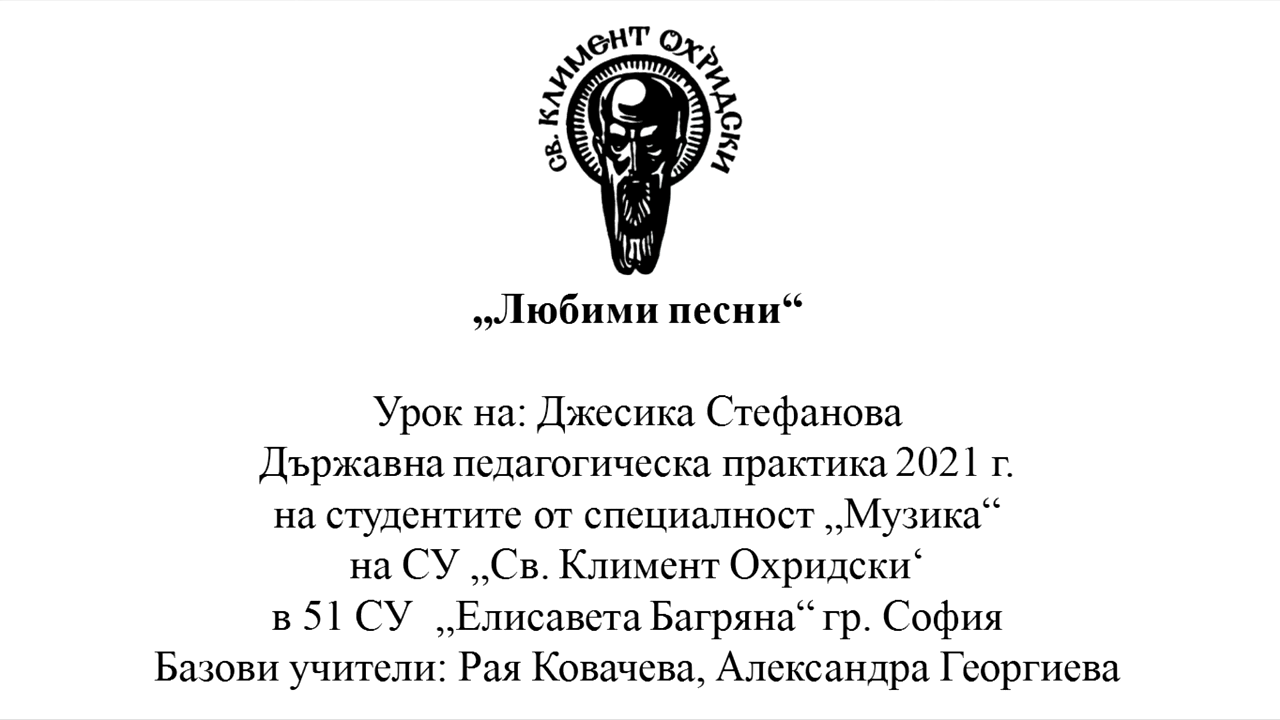 СВ. КЛИМЕНТ ОХРИДСКИ
„Любими песни“
Урок на: Джесика Стефанова
Държавна педагогическа практика 2021 г.
на студентите от специалност „Музика“
на СУ „Св. Климент Охридски‘
в 51 СУ „Елисавета Багряна“ гр. София
Базови учители: Рая Ковачева, Александра Георгиева